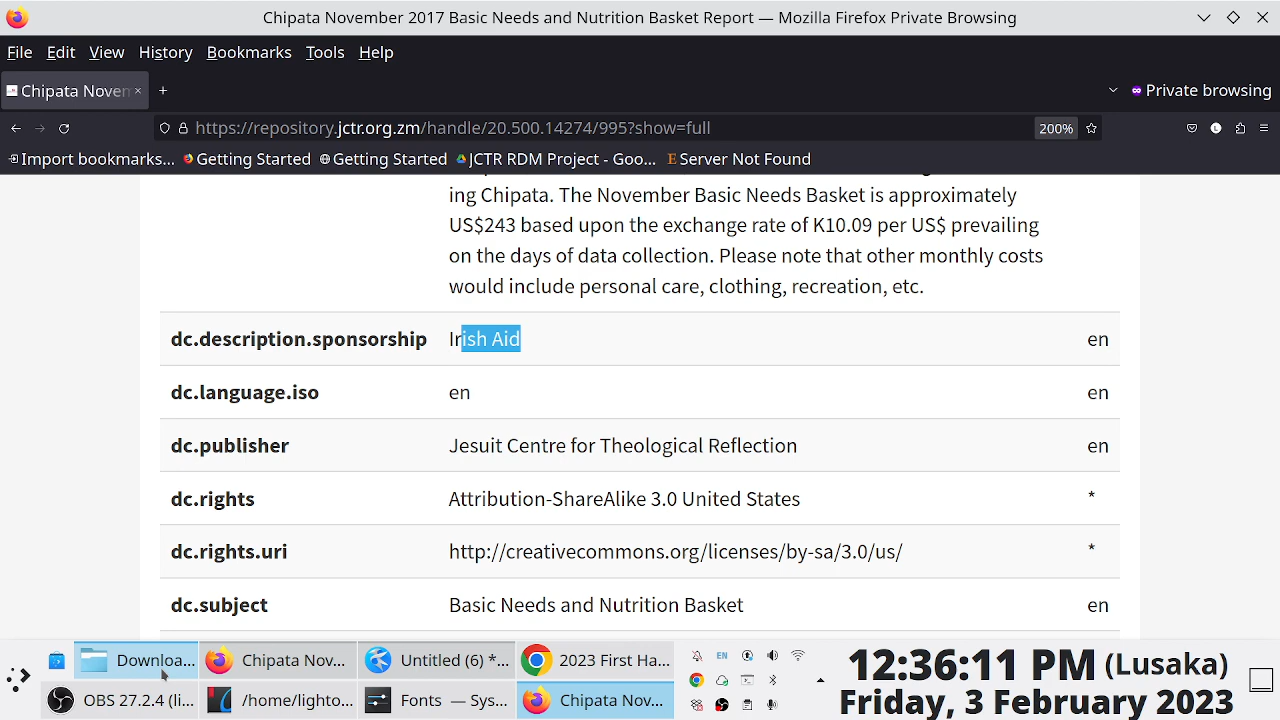 Chipata November 2017 Basic Needs and Nutrition Basket Report — Mozilla Firefox Private Browsing
File Edit View History Bookmarks Tools Help
Chipata Novem
Private browsing
https://repository.jctr.org.zm/handle/20.500.14274/995?show=full 200%
Import bookmarks... Getting Started Getting Started JCTR RDM Project - Goo... Server Not Found
ing Chipata. The November Basic Needs Basket is approximately
US$243 based upon the exchange rate of K10.09 per US$ prevailing
on the days of data collection. Please note that other monthly costs
would include personal care, clothing, recreation, etc.
dc.description.sponsorship Irish Aid en
dc.language.iso en en
dc.publisher Jesuit Centre for Theological Reflection en
dc.rights Attribution-ShareAlike 3.0 United States *
dc.rights.uri http://creativecommons.org/licenses/by-sa/3.0/us/ *
dc.subject Basic Needs and Nutrition Basket en
Downloa... Chipata Nov... Untitled (6) *... 2023 First Ha... EN
OBS 27.2.4 (li... /home/lighto... Fonts — Sys... Chipata Nov...
12:36:11 PM (Lusaka)
Friday, 3 February 2023